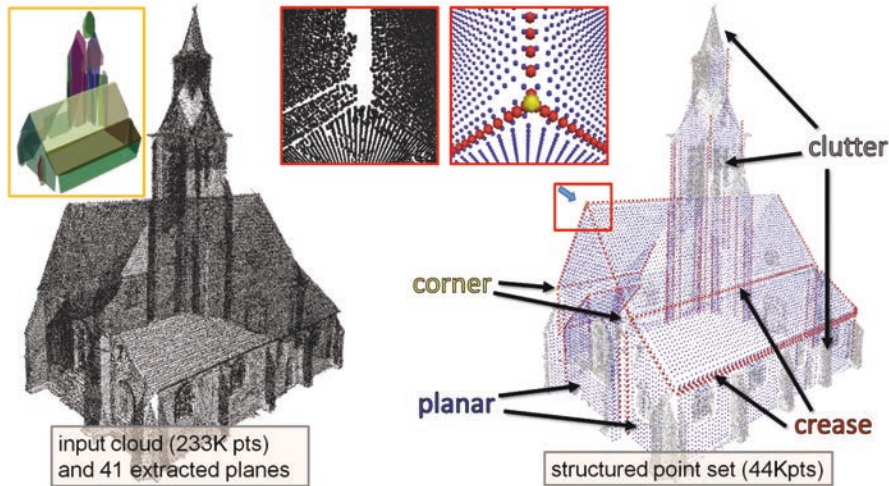 clutter
corner
planar
crease
input cloud (233K pts)
and 41 extracted planes
structured point set (44Kpts)